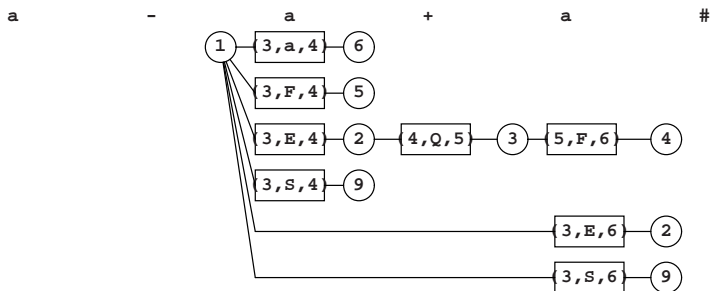 a - a + a #
1 (3,a,4) 6
(3,F,4) 5
(3,E,4) 2 (4,Q,5) 3 (5,F,6) 4
(3,S,4) 9
(3,E,6) 2
(3,S,6) 9